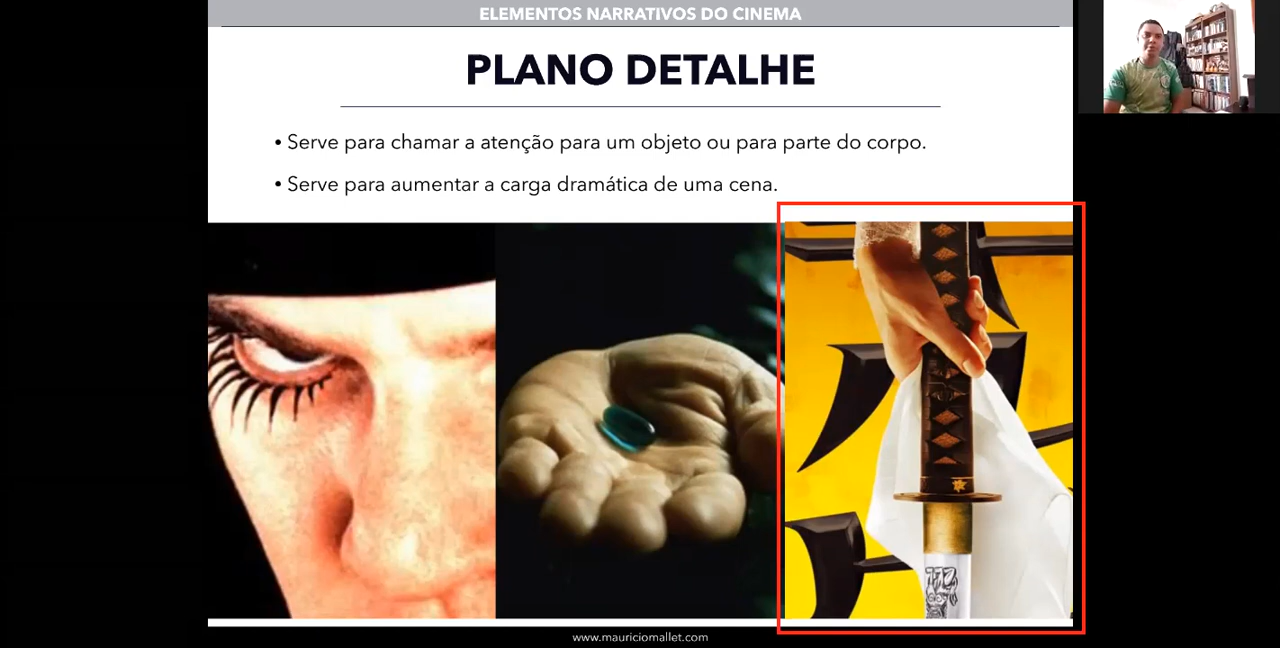 ELEMENTOS NARRATIVOS DO CINEMA
PLANO DETALHE
• Serve para chamar a atenção para um objeto ou para parte do corpo.
• Serve para aumentar a carga dramática de uma cena.
www.mauriciomallet.com